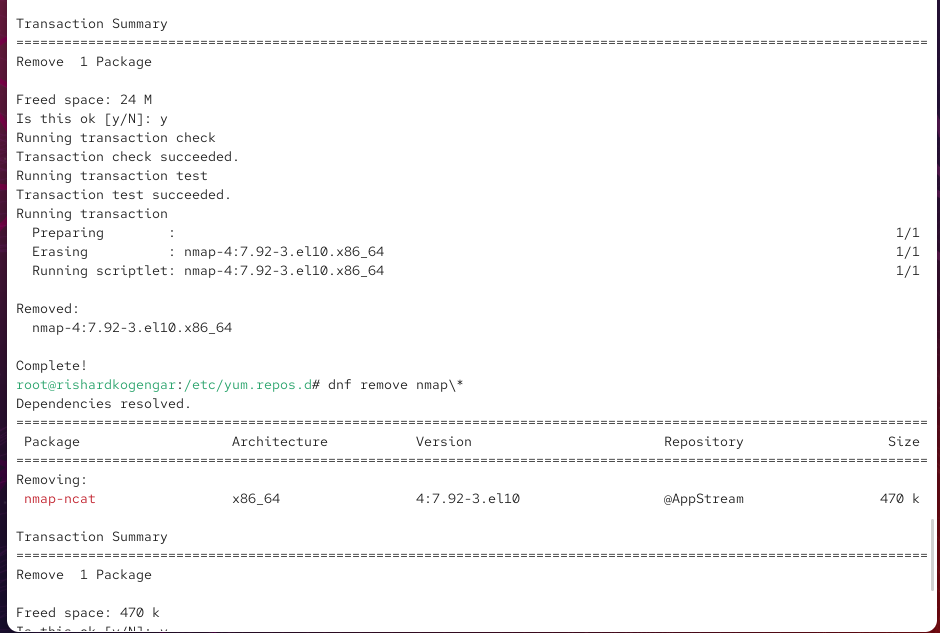 Transaction Summary
==================================================================================================================
Remove  1 Package
Freed space: 24 M
Is this ok [y/N]: y
Running transaction check
Transaction check succeeded.
Running transaction test
Transaction test succeeded.
Running transaction
  Preparing        :                                                                                          1/1
  Erasing          : nmap-4:7.92-3.el10.x86_64                                                                1/1
  Running scriptlet: nmap-4:7.92-3.el10.x86_64                                                                1/1
Removed:
  nmap-4:7.92-3.el10.x86_64
Complete!
root@rishardkogengar:/etc/yum.repos.d# dnf remove nmap\*
Dependencies resolved.
==================================================================================================================
 Package                   Architecture           Version                        Repository                  Size
==================================================================================================================
Removing:
 nmap-ncat                 x86_64                 4:7.92-3.el10                  @AppStream                 470 k
Transaction Summary
==================================================================================================================
Remove  1 Package
Freed space: 470 k
Is this ok [y/N]: y